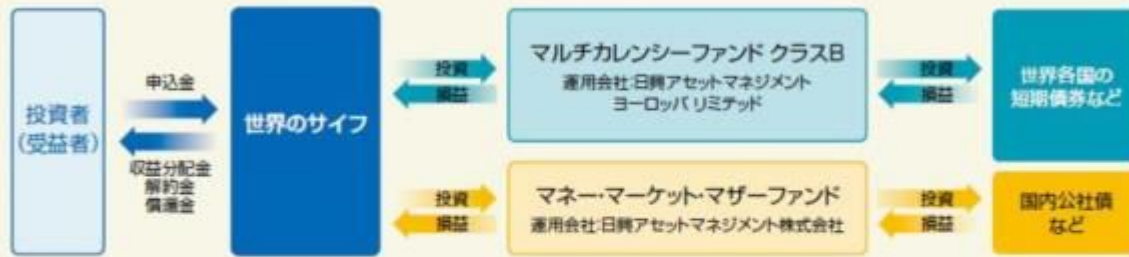 投資者
(受益者)
申込金
収益分配金
解約金
償還金
世界のサイフ
投資
損益
マルチカレンシーファンド クラスB
運用会社:日興アセットマネジメント
ヨーロッパ リミテッド
投資
損益
世界各国の
短期債券など
投資
損益
マネー・マーケット・マザーファンド
運用会社:日興アセットマネジメント株式会社
投資
損益
国内公社債
など